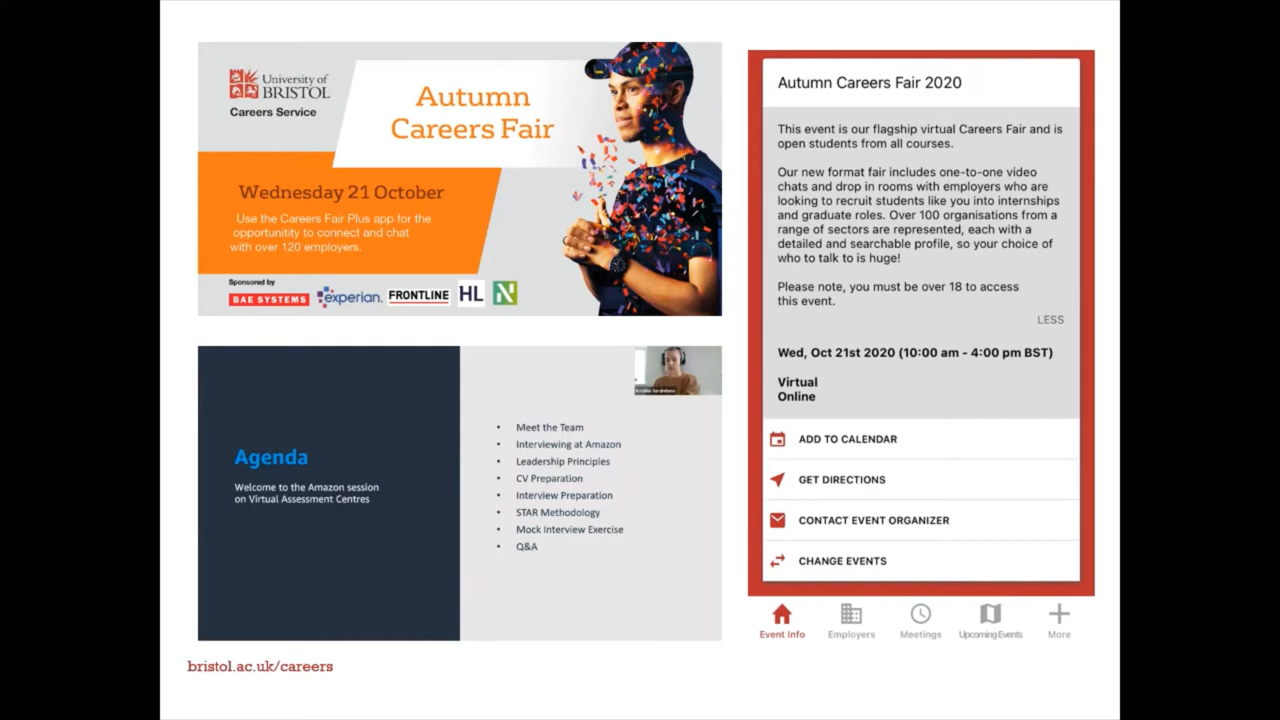 University of
BRISTOL
Careers Service
Autumn
Careers Fair
Wednesday 21 October
Use the Careers Fair Plus app for the
opportunitity to connect and chat
with over 120 employers.
Sponsored by
BAE SYSTEMS
experian.
FRONTLINE
HL
N
Agenda
Welcome to the Amazon session
on Virtual Assessment Centres
• Meet the Team
• Interviewing at Amazon
• Leadership Principles
• CV Preparation
• Interview Preparation
• STAR Methodology
• Mock Interview Exercise
• Q&A
bristol.ac.uk/careers
Autumn Careers Fair 2020
This event is our flagship virtual Careers Fair and is
open students from all courses.
Our new format fair includes one-to-one video
chats and drop in rooms with employers who are
looking to recruit students like you into internships
and graduate roles. Over 100 organisations from a
range of sectors are represented, each with a
detailed and searchable profile, so your choice of
who to talk to is huge!
Please note, you must be over 18 to access
this event.
LESS
Wed, Oct 21st 2020 (10:00 am - 4:00 pm BST)
Virtual
Online
ADD TO CALENDAR
GET DIRECTIONS
CONTACT EVENT ORGANIZER
CHANGE EVENTS
Event Info
Employers
Meetings
Upcoming Events
More